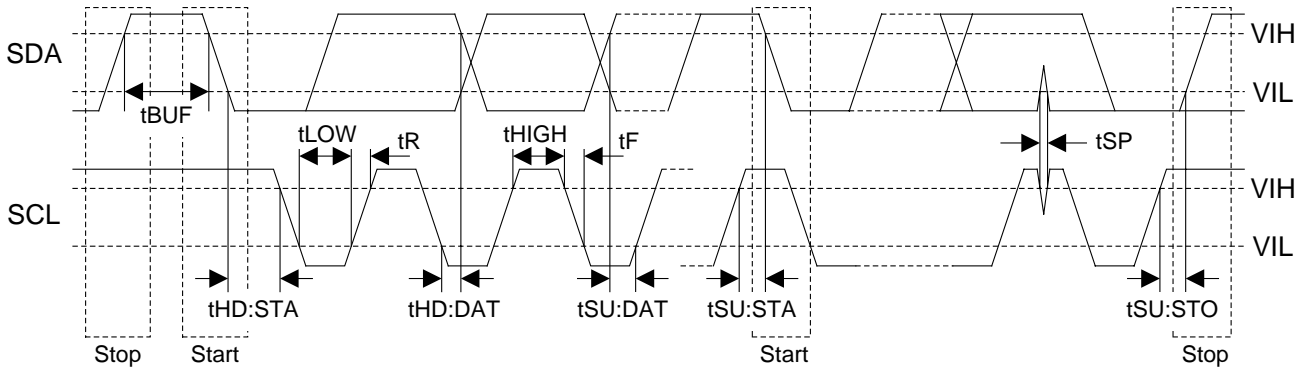 SDA
VIH
VIL
tBUF
tLOW
tR
tHIGH
tF
tSP
SCL
VIH
VIL
tHD:STA
tHD:DAT
tSU:DAT
tSU:STA
tSU:STO
Stop
Start
Start
Stop